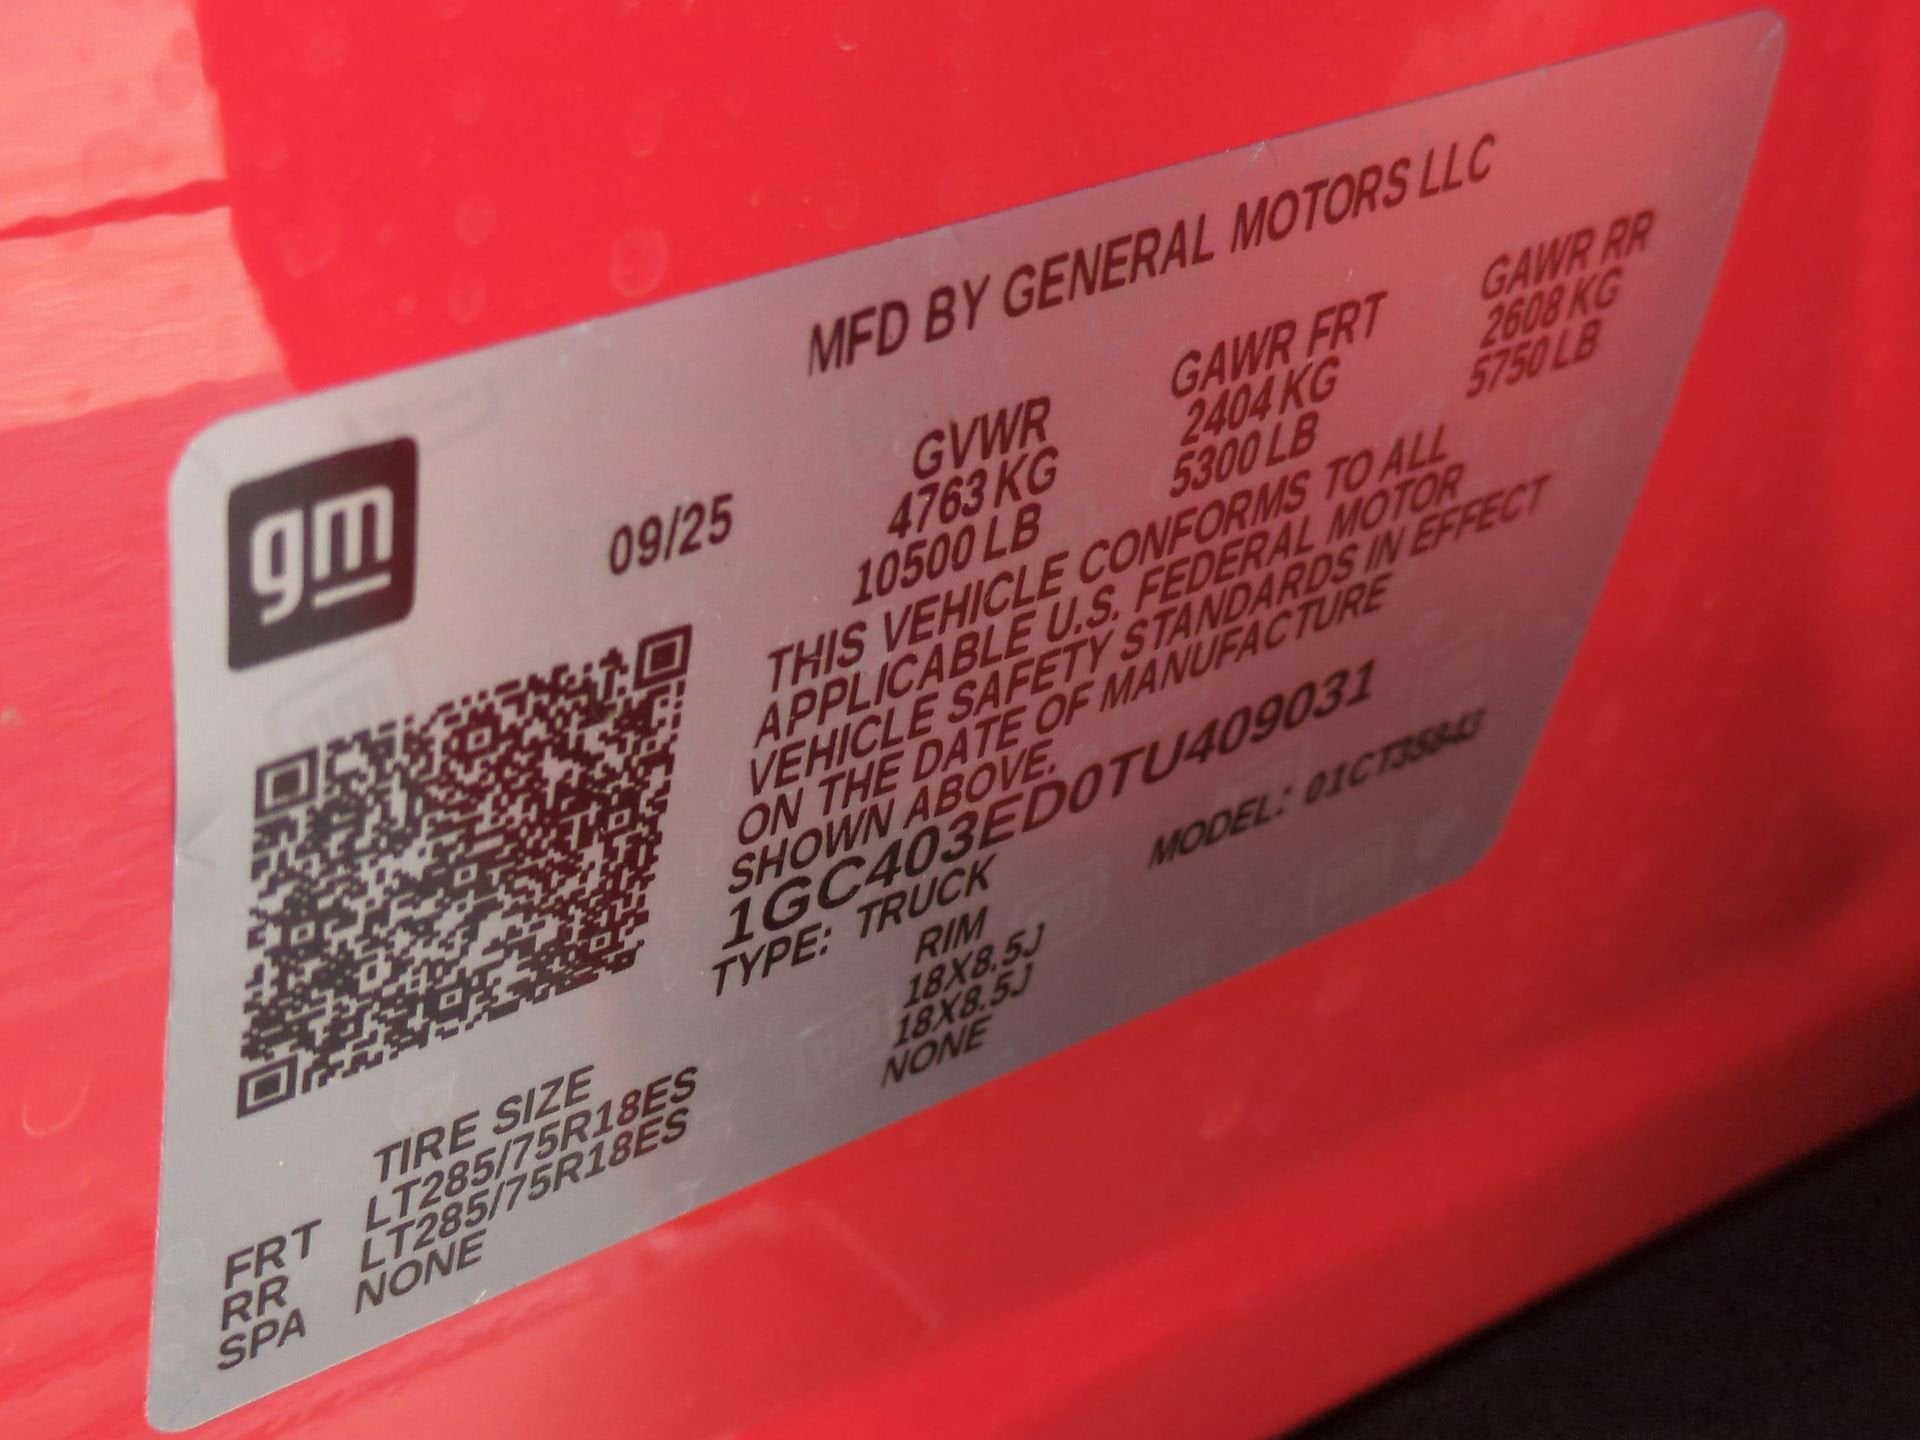 MFD BY GENERAL MOTORS LLC
gm
09/25
GVWR GAWR FRT GAWR RR
4763 KG 2404 KG 2608 KG
10500 LB 5300 LB 5750 LB
THIS VEHICLE CONFORMS TO ALL
APPLICABLE U.S. FEDERAL MOTOR
VEHICLE SAFETY STANDARDS IN EFFECT
ON THE DATE OF MANUFACTURE
SHOWN ABOVE.
1GC403ED0TU409031
TYPE: TRUCK MODEL: 01CT35843
TIRE SIZE RIM
FRT LT285/75R18ES 18X8.5J
RR LT285/75R18ES 18X8.5J
SPA NONE NONE